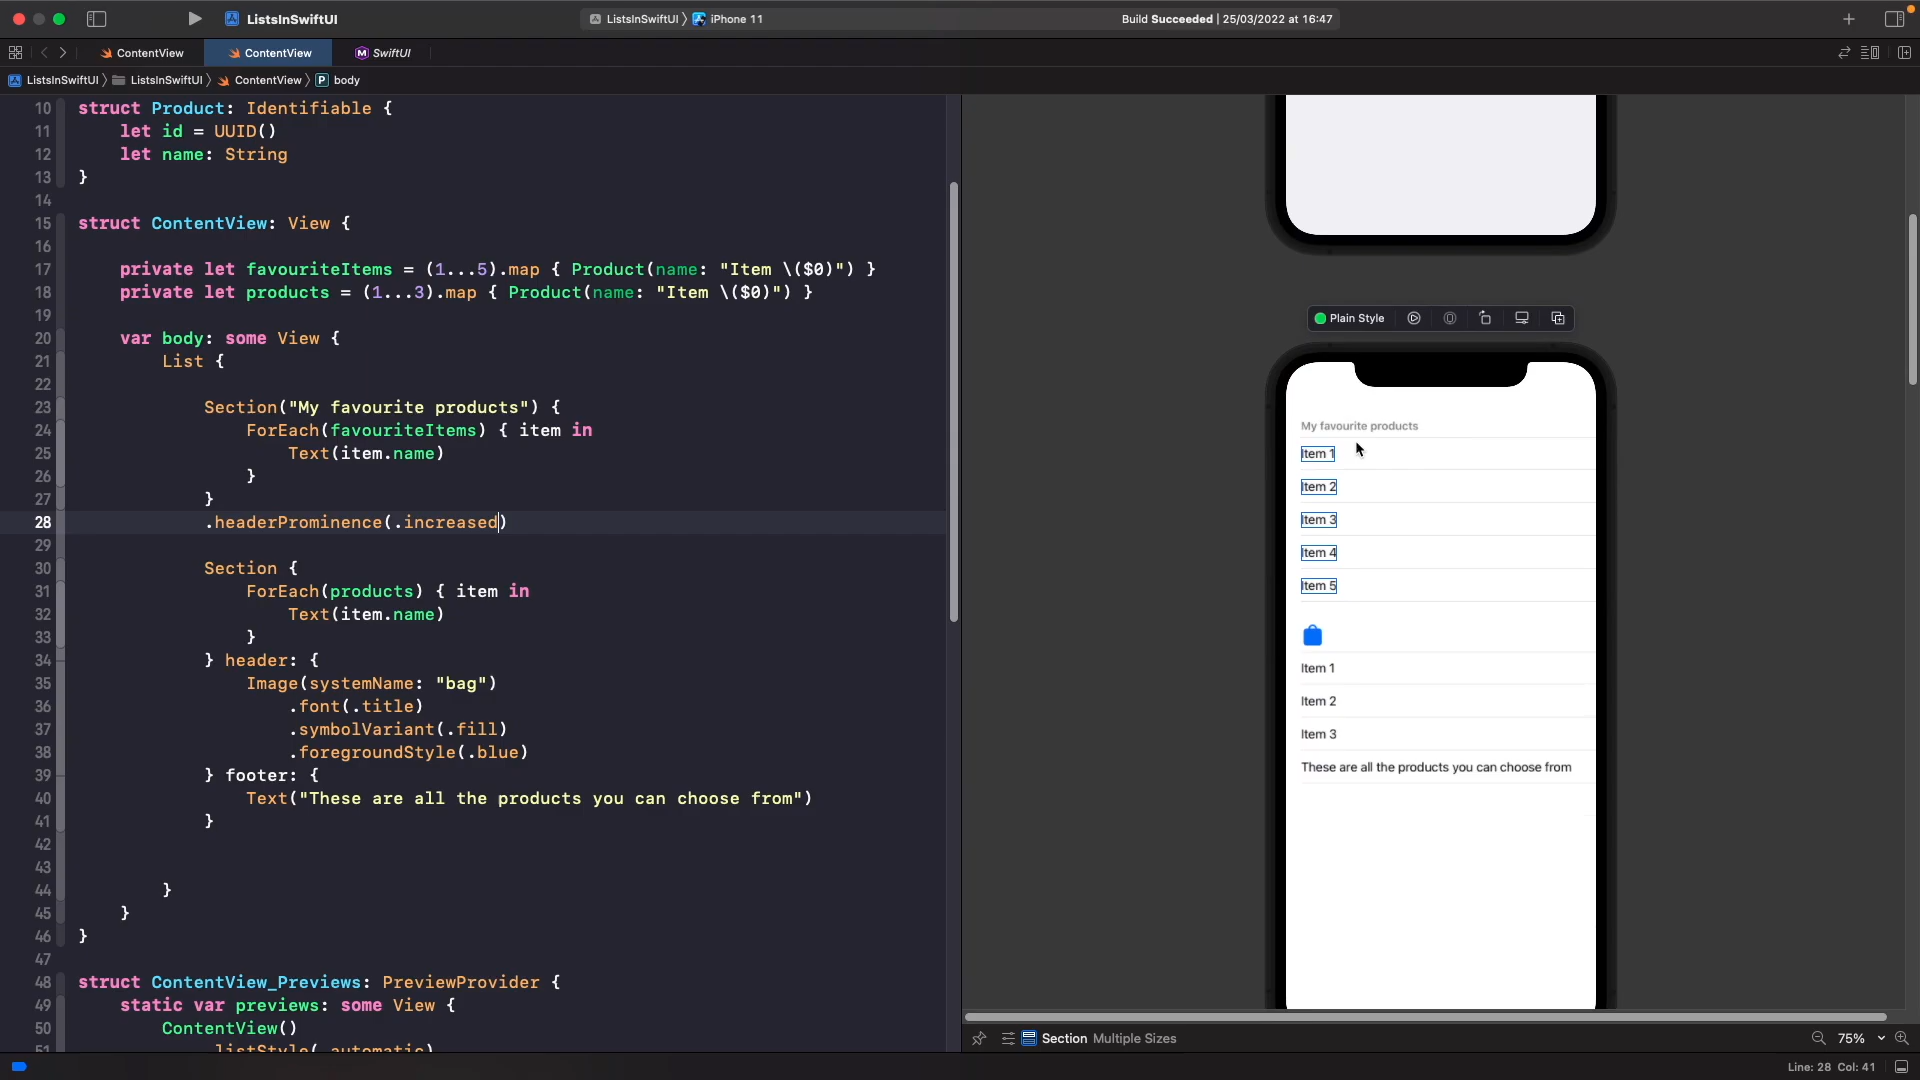 ListsInSwiftUI
ListsInSwiftUI
iPhone 11
Build Succeeded | 25/03/2022 at 16:47
ContentView
ContentView
SwiftUI
ListsInSwiftUI
ListsInSwiftUI
ContentView
P body
10 struct Product: Identifiable {
11 let id = UUID()
12 let name: String
13 }
14
15 struct ContentView: View {
16
17 private let favouriteItems = (1...5).map { Product(name: "Item \($0)") }
18 private let products = (1...3).map { Product(name: "Item \($0)") }
19
20 var body: some View {
21 List {
22
23 Section("My favourite products") {
24 ForEach(favouriteItems) { item in
25 Text(item.name)
26 }
27 }
28 .headerProminence(.increased)
29
30 Section {
31 ForEach(products) { item in
32 Text(item.name)
33 }
34 } header: {
35 Image(systemName: "bag")
36 .font(.title)
37 .symbolVariant(.fill)
38 .foregroundStyle(.blue)
39 } footer: {
40 Text("These are all the products you can choose from")
41 }
42
43
44 }
45 }
46 }
47
48 struct ContentView_Previews: PreviewProvider {
49 static var previews: some View {
50 ContentView()
51 .listStyle(.automatic)
Plain Style
My favourite products
Item 1
Item 2
Item 3
Item 4
Item 5
Item 1
Item 2
Item 3
These are all the products you can choose from
Section Multiple Sizes
75%
Line: 28 Col: 41